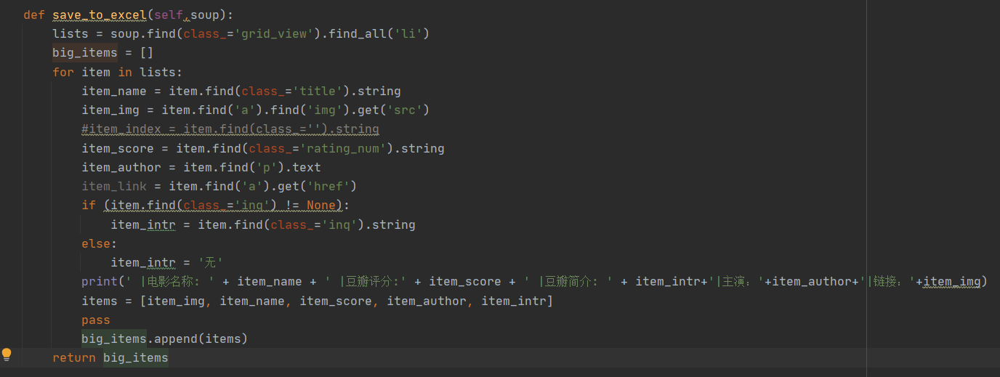 def save_to_excel(self,soup):
    lists = soup.find(class_='grid_view').find_all('li')
    big_items = []
    for item in lists:
        item_name = item.find(class_='title').string
        item_img = item.find('a').find('img').get('src')
        #item_index = item.find(class_='').string
        item_score = item.find(class_='rating_num').string
        item_author = item.find('p').text
        item_link = item.find('a').get('href')
        if (item.find(class_='inq') != None):
            item_intr = item.find(class_='inq').string
        else:
            item_intr = '无'
        print(' |电影名称: ' + item_name + ' |豆瓣评分:' + item_score + ' |豆瓣简介: ' + item_intr+'|主演：'+item_author+'|链接：'+item_img)
        items = [item_img, item_name, item_score, item_author, item_intr]
        pass
        big_items.append(items)
    return big_items